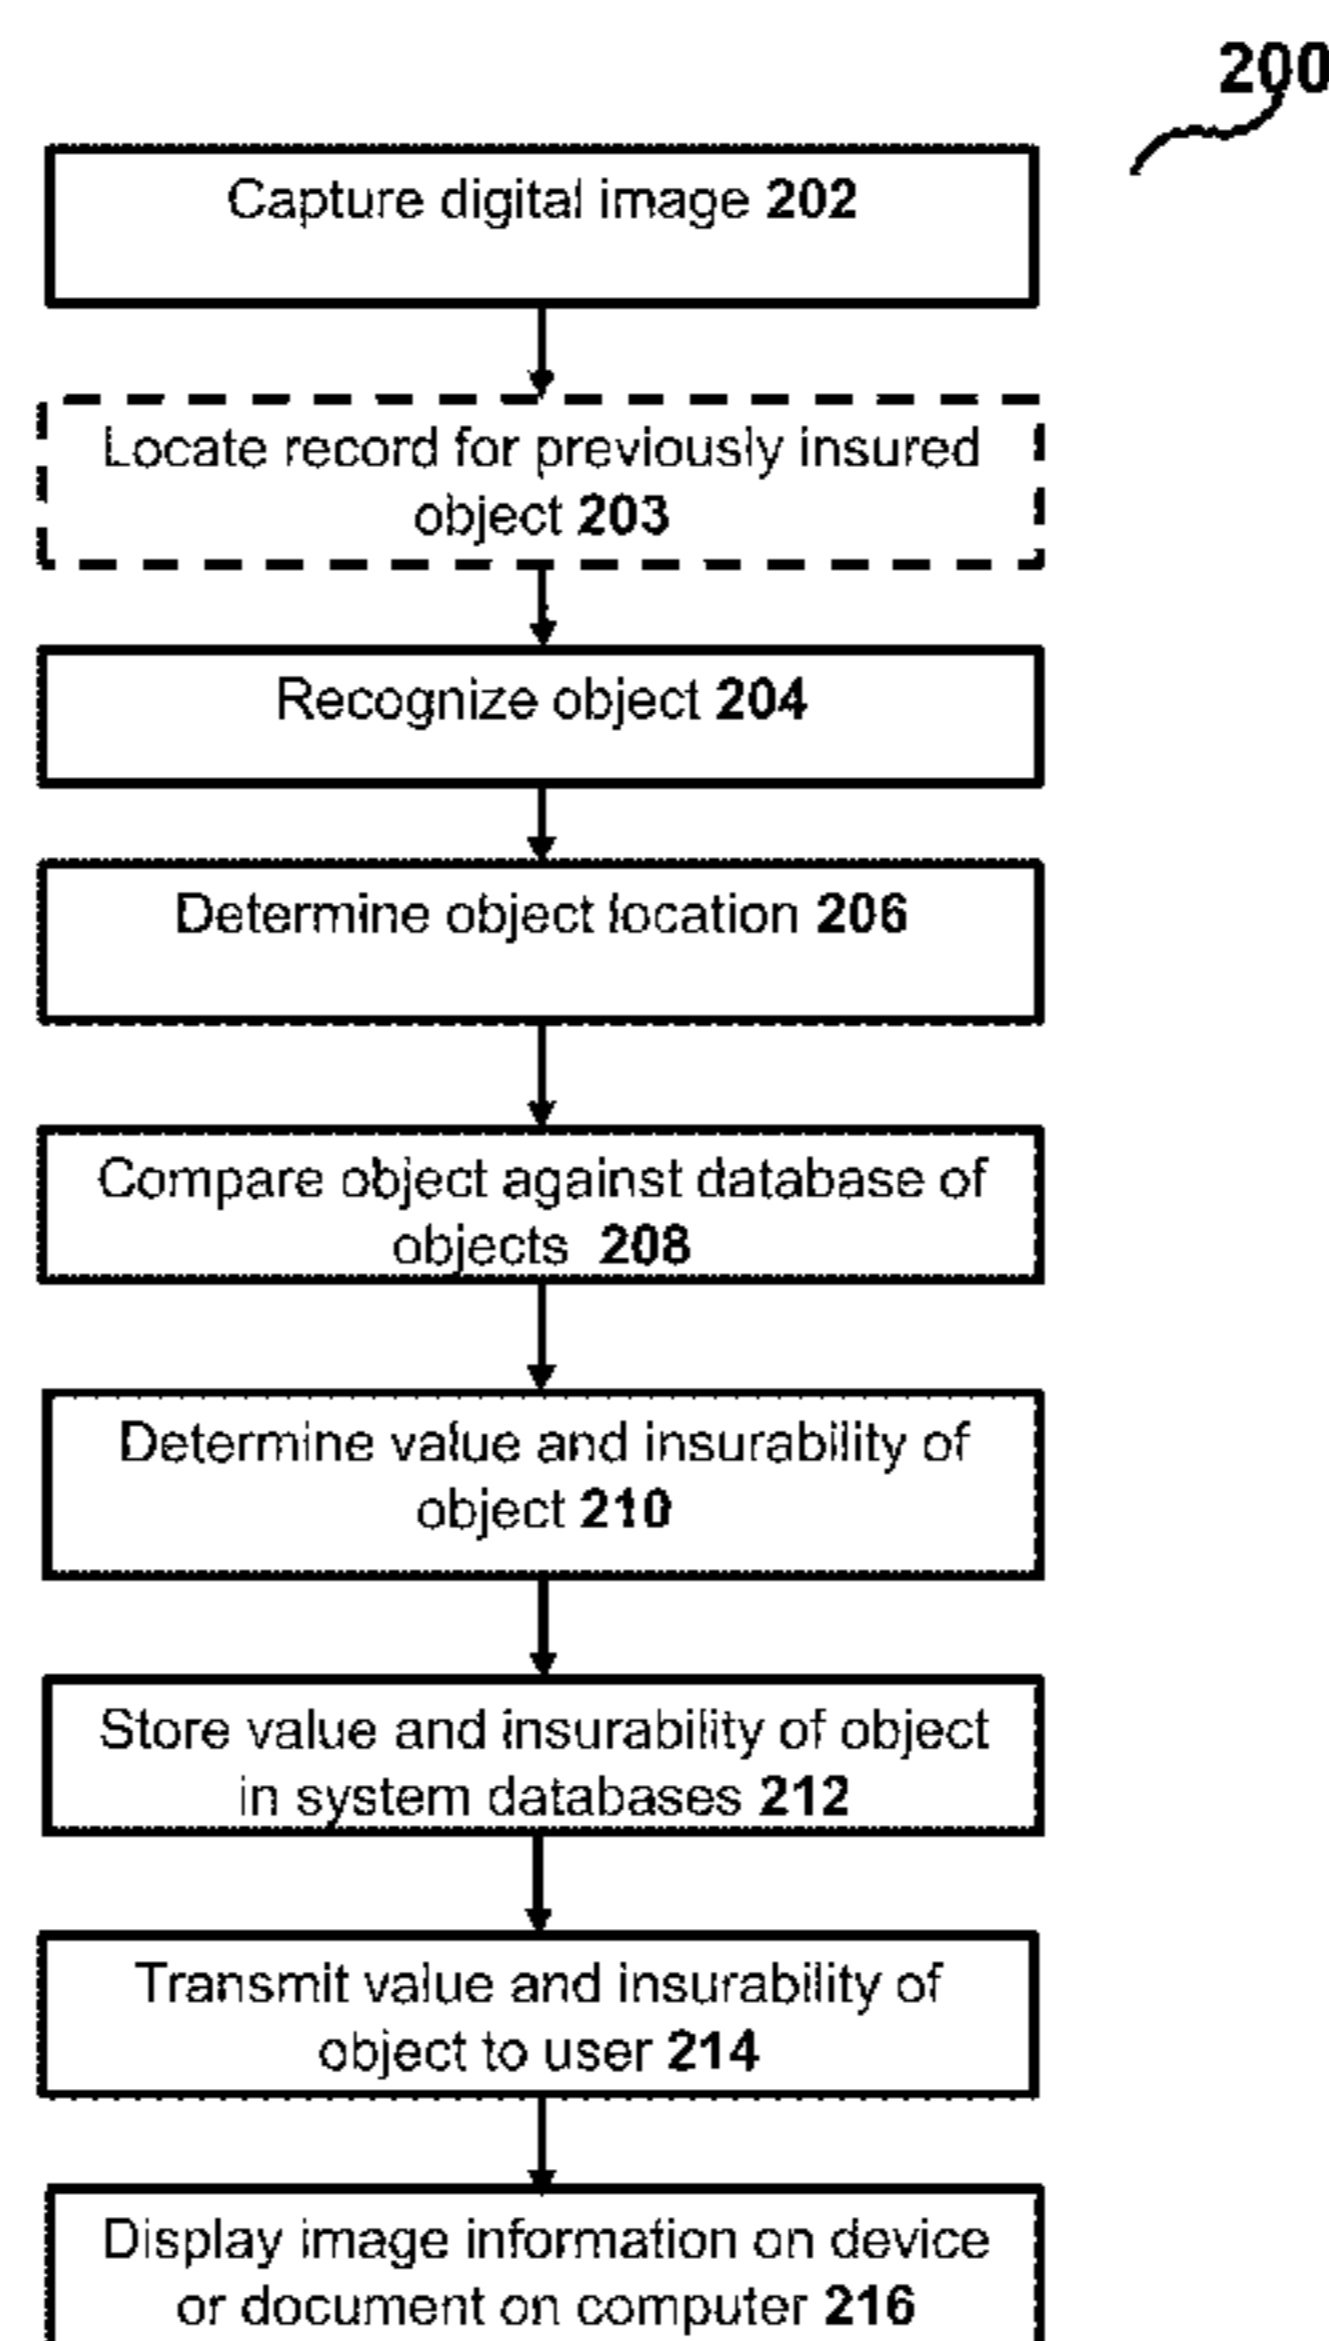 200
Capture digital image 202
Locate record for previously insured
object 203
Recognize object 204
Determine object location 206
Compare object against database of
objects 208
Determine value and insurability of
object 210
Store value and insurability of object
in system databases 212
Transmit value and insurability of
object to user 214
Display image information on device
or document on computer 216